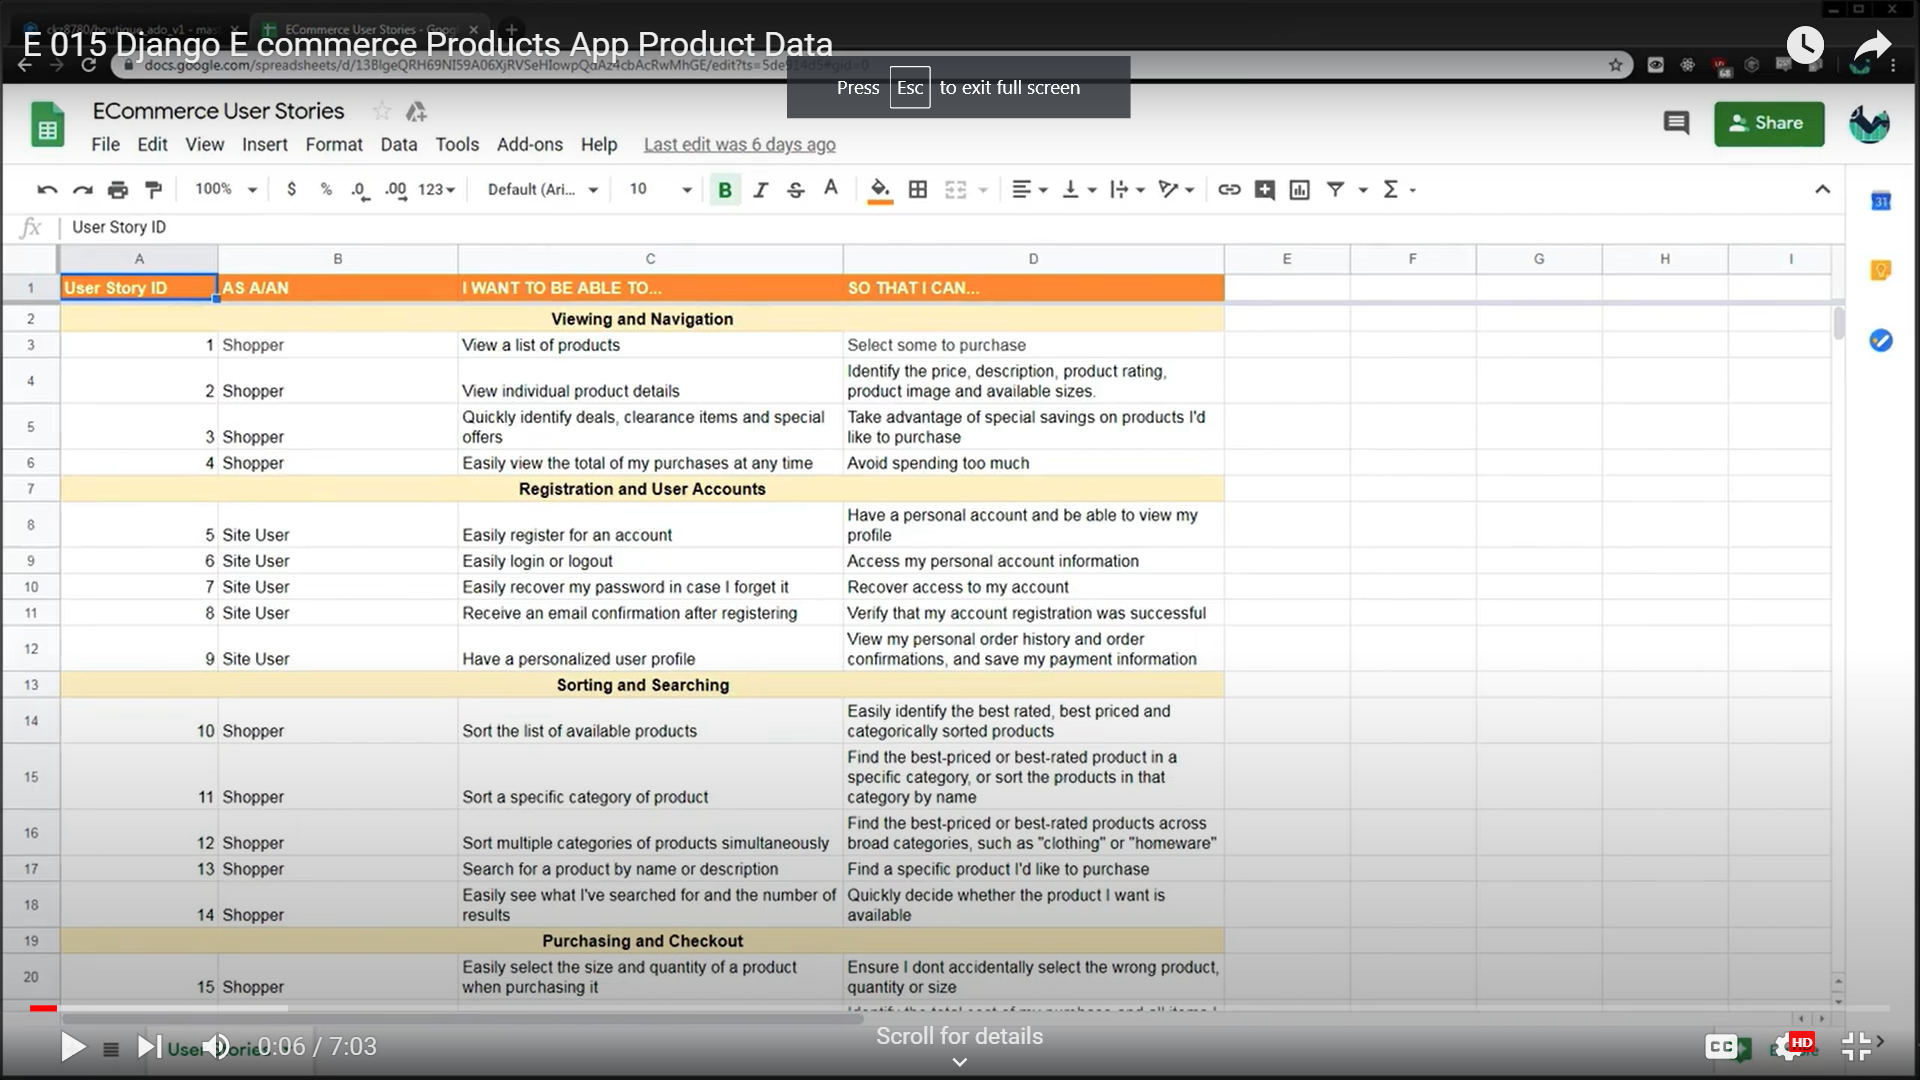 ckz8780/boutique_ado_v1 - mas
ECommerce User Stories - Goog
E 015 Django E commerce Products App Product Data
Press Esc to exit full screen
ECommerce User Stories
File Edit View Insert Format Data Tools Add-ons Help Last edit was 6 days ago
Share
100% $ % .0 .00 123 Default (Ari... 10 B I S A Σ
31
fx User Story ID
A B C D E F G H I
1 User Story ID AS A/AN I WANT TO BE ABLE TO... SO THAT I CAN...
2 Viewing and Navigation
3 1 Shopper View a list of products Select some to purchase
Identify the price, description, product rating,
4 2 Shopper View individual product details product image and available sizes.
Quickly identify deals, clearance items and special Take advantage of special savings on products I'd
5 3 Shopper offers like to purchase
6 4 Shopper Easily view the total of my purchases at any time Avoid spending too much
7 Registration and User Accounts
Have a personal account and be able to view my
8 5 Site User Easily register for an account profile
9 6 Site User Easily login or logout Access my personal account information
10 7 Site User Easily recover my password in case I forget it Recover access to my account
11 8 Site User Receive an email confirmation after registering Verify that my account registration was successful
View my personal order history and order
12 9 Site User Have a personalized user profile confirmations, and save my payment information
13 Sorting and Searching
Easily identify the best rated, best priced and
14 10 Shopper Sort the list of available products categorically sorted products
Find the best-priced or best-rated product in a
15 specific category, or sort the products in that
11 Shopper Sort a specific category of product category by name
Find the best-priced or best-rated products across
16 12 Shopper Sort multiple categories of products simultaneously broad categories, such as "clothing" or "homeware"
17 13 Shopper Search for a product by name or description Find a specific product I'd like to purchase
Easily see what I've searched for and the number of Quickly decide whether the product I want is
18 14 Shopper results available
19 Purchasing and Checkout
Easily select the size and quantity of a product Ensure I dont accidentally select the wrong product,
20 15 Shopper when purchasing it quantity or size
User Stories
0:06 / 7:03
Scroll for details
CC HD